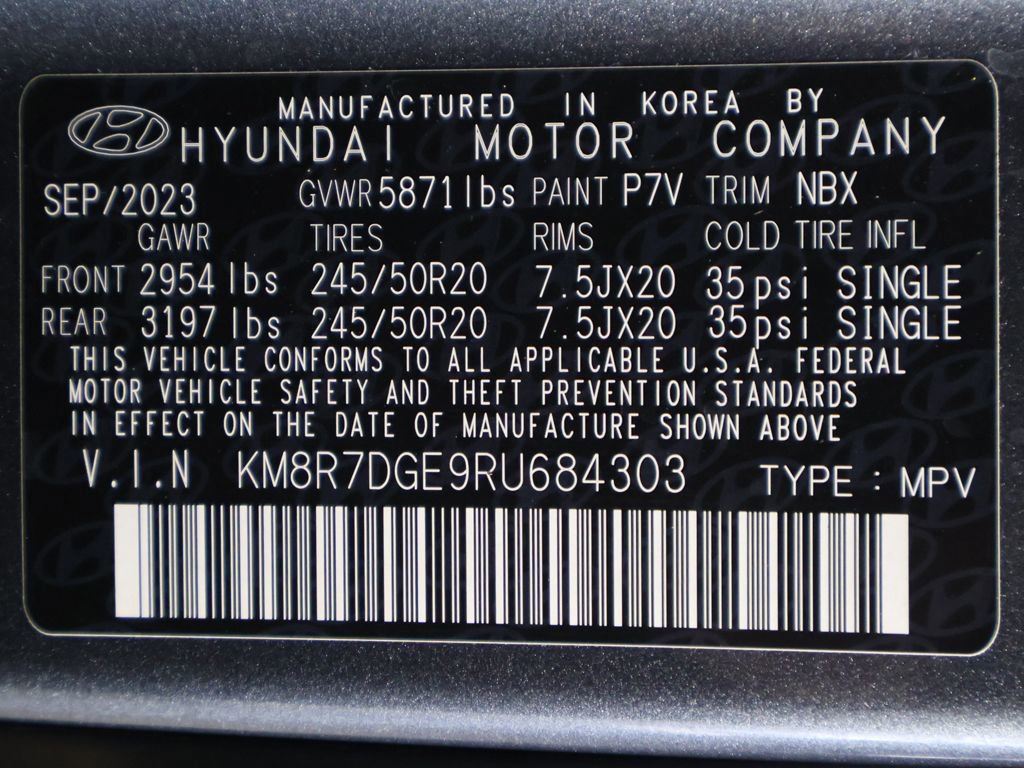 MANUFACTURED IN KOREA BY
HYUNDAI MOTOR COMPANY
SEP/2023 GVWR 5871lbs PAINT P7V TRIM NBX
GAWR TIRES RIMS COLD TIRE INFL
FRONT 2954 lbs 245/50R20 7.5JX20 35psi SINGLE
REAR 3197 lbs 245/50R20 7.5JX20 35psi SINGLE
THIS VEHICLE CONFORMS TO ALL APPLICABLE U.S.A. FEDERAL
MOTOR VEHICLE SAFETY AND THEFT PREVENTION STANDARDS
IN EFFECT ON THE DATE OF MANUFACTURE SHOWN ABOVE
V.I.N KM8R7DGE9RU684303 TYPE : MPV